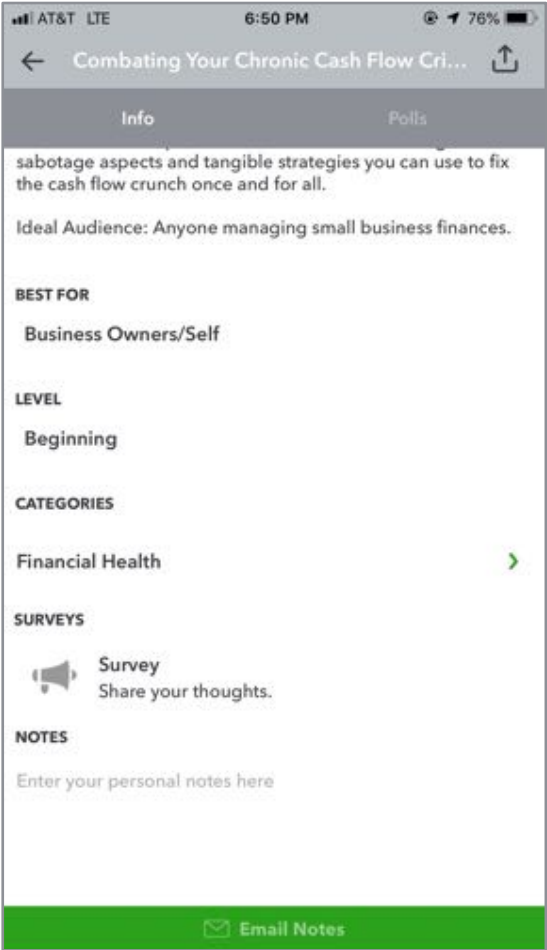 AT&T LTE 6:50 PM 76%
Combating Your Chronic Cash Flow Cri...
Info Polls
sabotage aspects and tangible strategies you can use to fix
the cash flow crunch once and for all.
Ideal Audience: Anyone managing small business finances.
BEST FOR
Business Owners/Self
LEVEL
Beginning
CATEGORIES
Financial Health
SURVEYS
Survey
Share your thoughts.
NOTES
Enter your personal notes here
Email Notes